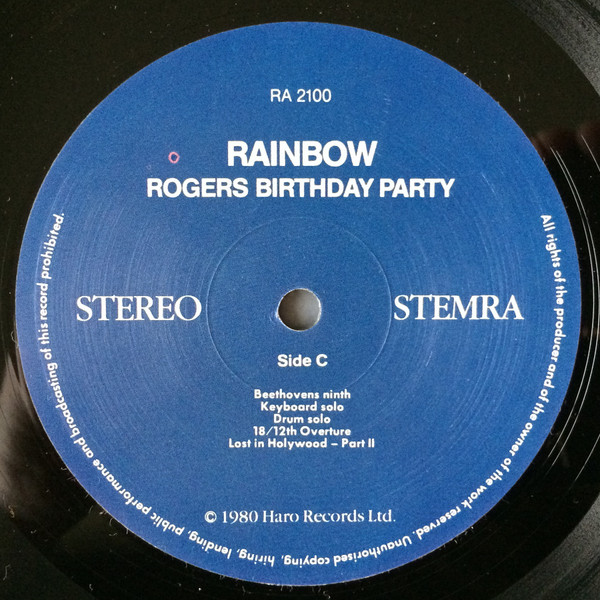 RA 2100
RAINBOW
ROGERS BIRTHDAY PARTY
STEREO
STEMRA
Side C
Beethovens ninth
Keyboard solo
Drum solo
18/12th Overture
Lost in Holywood – Part II
© 1980 Haro Records Ltd.
All rights of the producer and of the owner of the work reserved. Unauthorised copying, hiring, lending, public performance and broadcasting of this record prohibited.